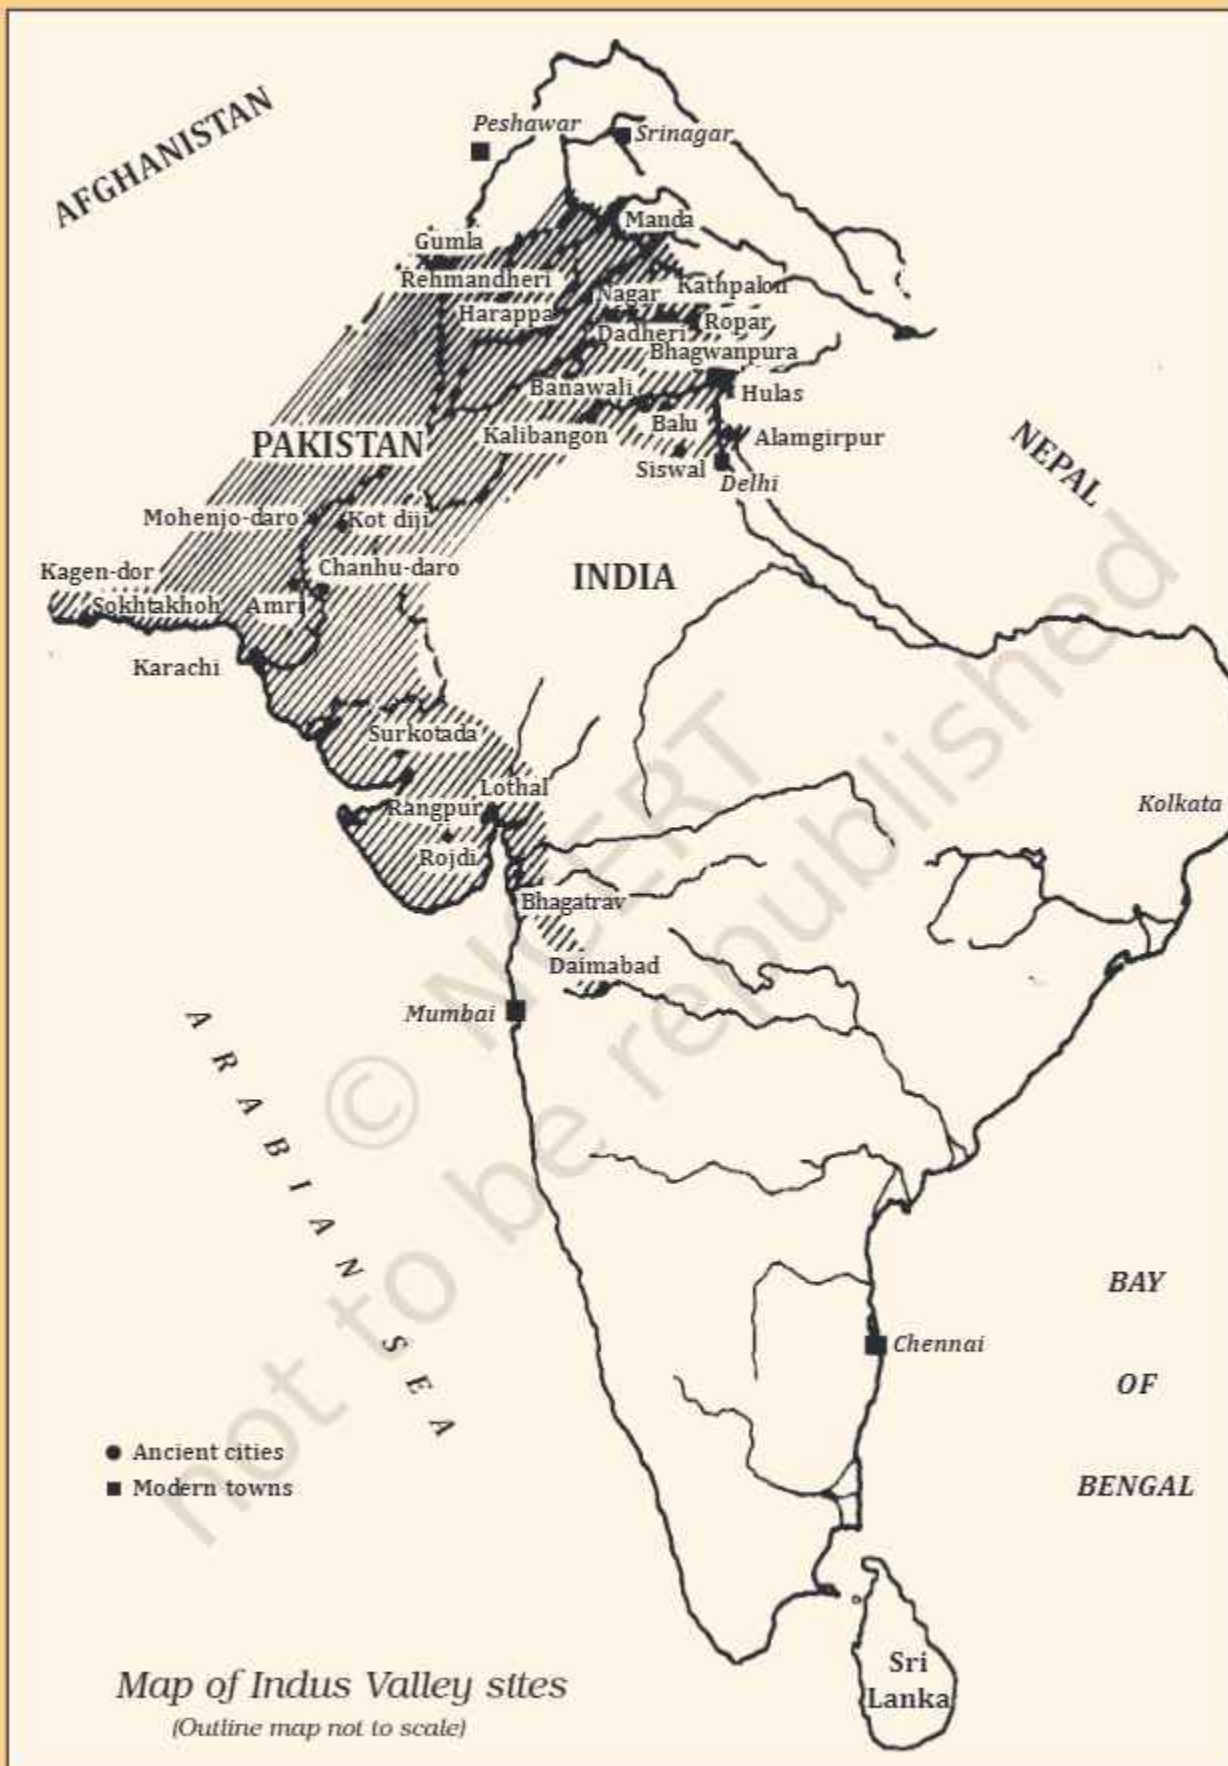 AFGHANISTAN
Peshawar
Srinagar
Manda
Gumla
Rehmandheri
Kathpalon
Nagar
Harappa
Ropar
Dadheri
Bhagwanpura
Banawali
Hulas
Balu
Kalibangon
Alamgirpur
PAKISTAN
Siswal
Delhi
NEPAL
Mohenjo-daro
Kot diji
Kagen-dor
Chanhu-daro
INDIA
Sokhtakhoh
Amri
Karachi
Surkotada
Lothal
Rangpur
Kolkata
Rojdi
Bhagatrav
Daimabad
Mumbai
ARABIAN SEA
BAY
OF
BENGAL
Chennai
Ancient cities
Modern towns
Sri
Lanka
Map of Indus Valley sites
(Outline map not to scale)
© NCERT
not to be republished